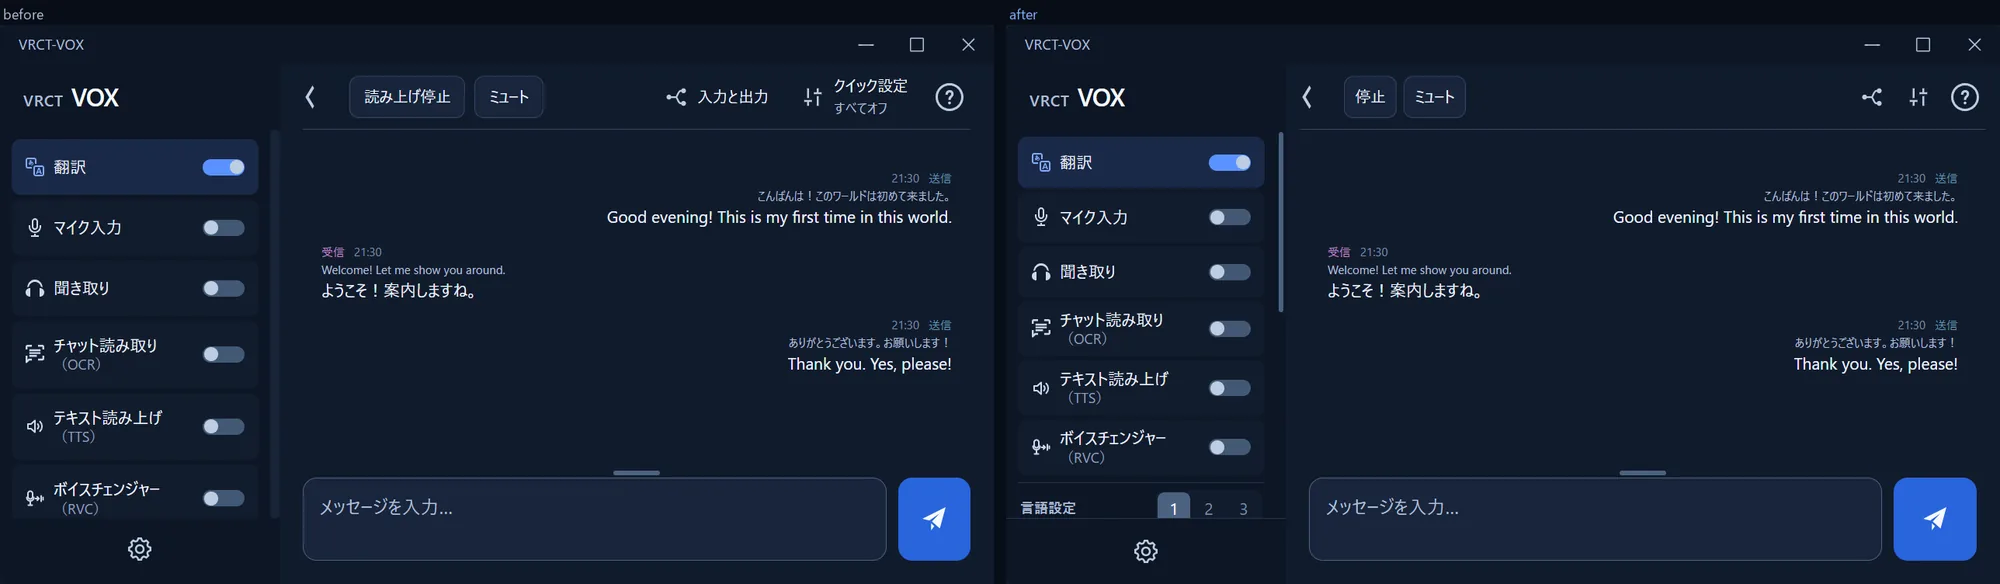 before
VRCT-VOX
VRCT VOX
読み上げ停止
ミュート
入力と出力
クイック設定
すべてオフ
翻訳
マイク入力
聞き取り
チャット読み取り
（OCR）
テキスト読み上げ
（TTS）
ボイスチェンジャー
（RVC）
21:30 送信
こんばんは！このワールドは初めて来ました。
Good evening! This is my first time in this world.
受信 21:30
Welcome! Let me show you around.
ようこそ！案内しますね。
21:30 送信
ありがとうございます。お願いします！
Thank you. Yes, please!
メッセージを入力...
after
VRCT-VOX
VRCT VOX
停止
ミュート
翻訳
マイク入力
聞き取り
チャット読み取り
（OCR）
テキスト読み上げ
（TTS）
ボイスチェンジャー
（RVC）
言語設定 1 2 3
21:30 送信
こんばんは！このワールドは初めて来ました。
Good evening! This is my first time in this world.
受信 21:30
Welcome! Let me show you around.
ようこそ！案内しますね。
21:30 送信
ありがとうございます。お願いします！
Thank you. Yes, please!
メッセージを入力...